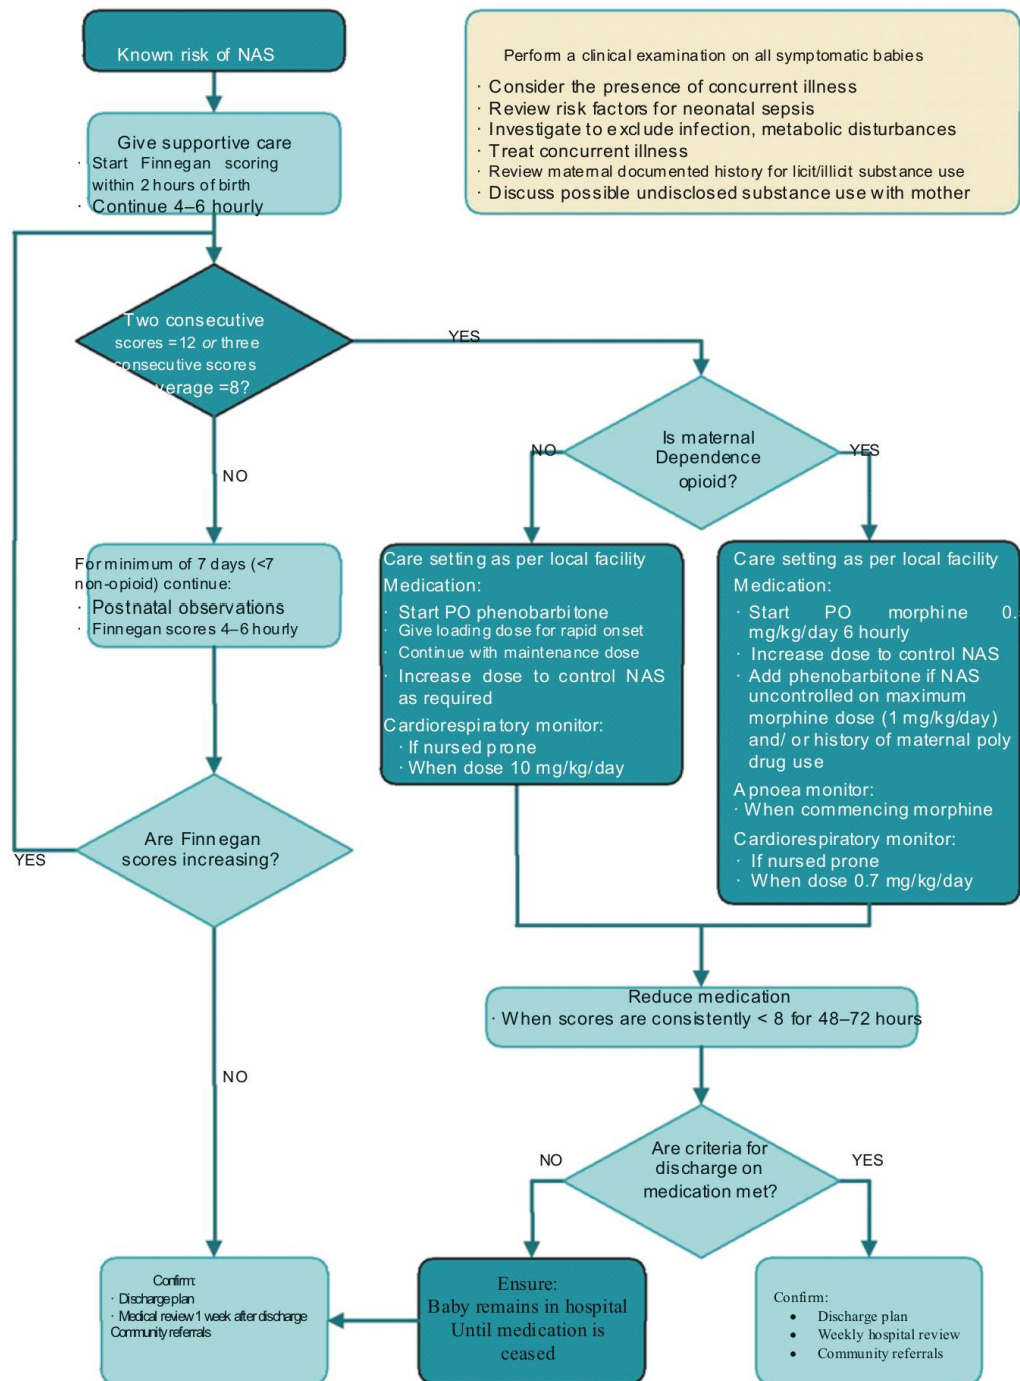 Known risk of NAS
Perform a clinical examination on all symptomatic babies
· Consider the presence of concurrent illness
· Review risk factors for neonatal sepsis
· Investigate to exclude infection, metabolic disturbances
· Treat concurrent illness
· Review maternal documented history for licit/illicit substance use
· Discuss possible undisclosed substance use with mother
Give supportive care
· Start Finnegan scoring
within 2 hours of birth
· Continue 4–6 hourly
Two consecutive
scores =12 or three
consecutive scores
verage =8?
YES
NO
Is maternal
Dependence
opioid?
NO
YES
For minimum of 7 days (<7
non-opioid) continue:
· Postnatal observations
· Finnegan scores 4–6 hourly
Care setting as per local facility
Medication:
· Start PO phenobarbitone
· Give loading dose for rapid onset
· Continue with maintenance dose
· Increase dose to control NAS
as required
Cardiorespiratory monitor:
· If nursed prone
· When dose 10 mg/kg/day
Care setting as per local facility
Medication:
· Start PO morphine 0.
mg/kg/day 6 hourly
· Increase dose to control NAS
· Add phenobarbitone if NAS
uncontrolled on maximum
morphine dose (1 mg/kg/day)
and/ or history of maternal poly
drug use
Apnoea monitor:
· When commencing morphine
Cardiorespiratory monitor:
· If nursed prone
· When dose 0.7 mg/kg/day
Are Finnegan
scores increasing?
YES
NO
Reduce medication
· When scores are consistently < 8 for 48–72 hours
Are criteria for
discharge on
medication met?
NO
YES
Confirm:
· Discharge plan
· Medical review 1 week after discharge
Community referrals
Ensure:
Baby remains in hospital
Until medication is
ceased
Confirm:
• Discharge plan
• Weekly hospital review
• Community referrals